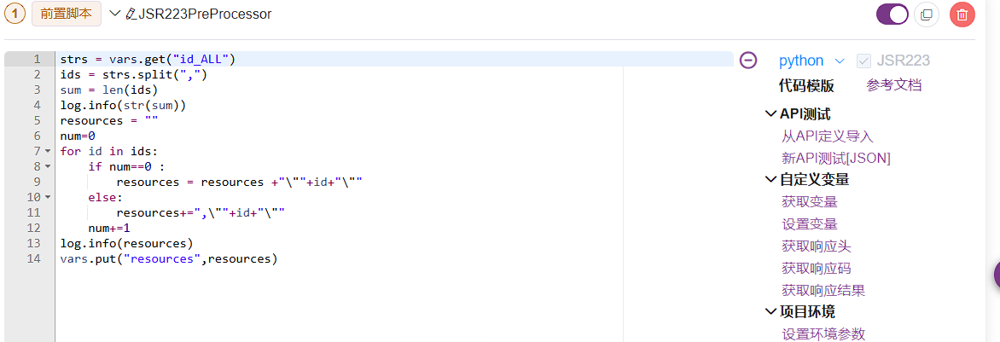 1 前置脚本 JSR223PreProcessor
1 strs = vars.get("id_ALL")
2 ids = strs.split(",")
3 sum = len(ids)
4 log.info(str(sum))
5 resources = ""
6 num=0
7 for id in ids:
8     if num==0 :
9         resources = resources +"\""+id+"\""
10     else:
11         resources+=",\""+id+"\""
12     num+=1
13 log.info(resources)
14 vars.put("resources",resources)
python JSR223
代码模版 参考文档
API测试
从API定义导入
新API测试[JSON]
自定义变量
获取变量
设置变量
获取响应头
获取响应码
获取响应结果
项目环境
设置环境参数